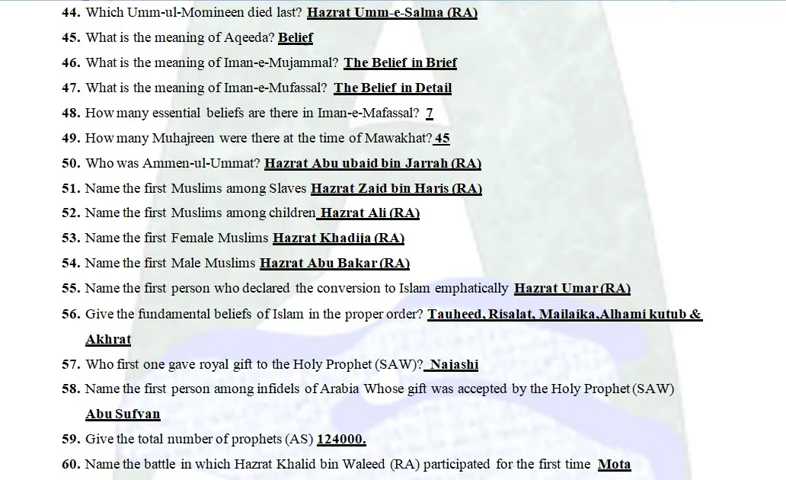 44. Which Umm-ul-Momineen died last? Hazrat Umm-e-Salma (RA)
45. What is the meaning of Aqeeda? Belief
46. What is the meaning of Iman-e-Mujammal? The Belief in Brief
47. What is the meaning of Iman-e-Mufassal? The Belief in Detail
48. How many essential beliefs are there in Iman-e-Mafassal? 7
49. How many Muhajreen were there at the time of Mawakhat? 45
50. Who was Ammen-ul-Ummat? Hazrat Abu ubaid bin Jarrah (RA)
51. Name the first Muslims among Slaves Hazrat Zaid bin Haris (RA)
52. Name the first Muslims among children Hazrat Ali (RA)
53. Name the first Female Muslims Hazrat Khadija (RA)
54. Name the first Male Muslims Hazrat Abu Bakar (RA)
55. Name the first person who declared the conversion to Islam emphatically Hazrat Umar (RA)
56. Give the fundamental beliefs of Islam in the proper order? Tauheed, Risalat, Mailaika,Alhami kutub &
Akhrat
57. Who first one gave royal gift to the Holy Prophet (SAW)? Najashi
58. Name the first person among infidels of Arabia Whose gift was accepted by the Holy Prophet (SAW)
Abu Sufyan
59. Give the total number of prophets (AS) 124000.
60. Name the battle in which Hazrat Khalid bin Waleed (RA) participated for the first time Mota